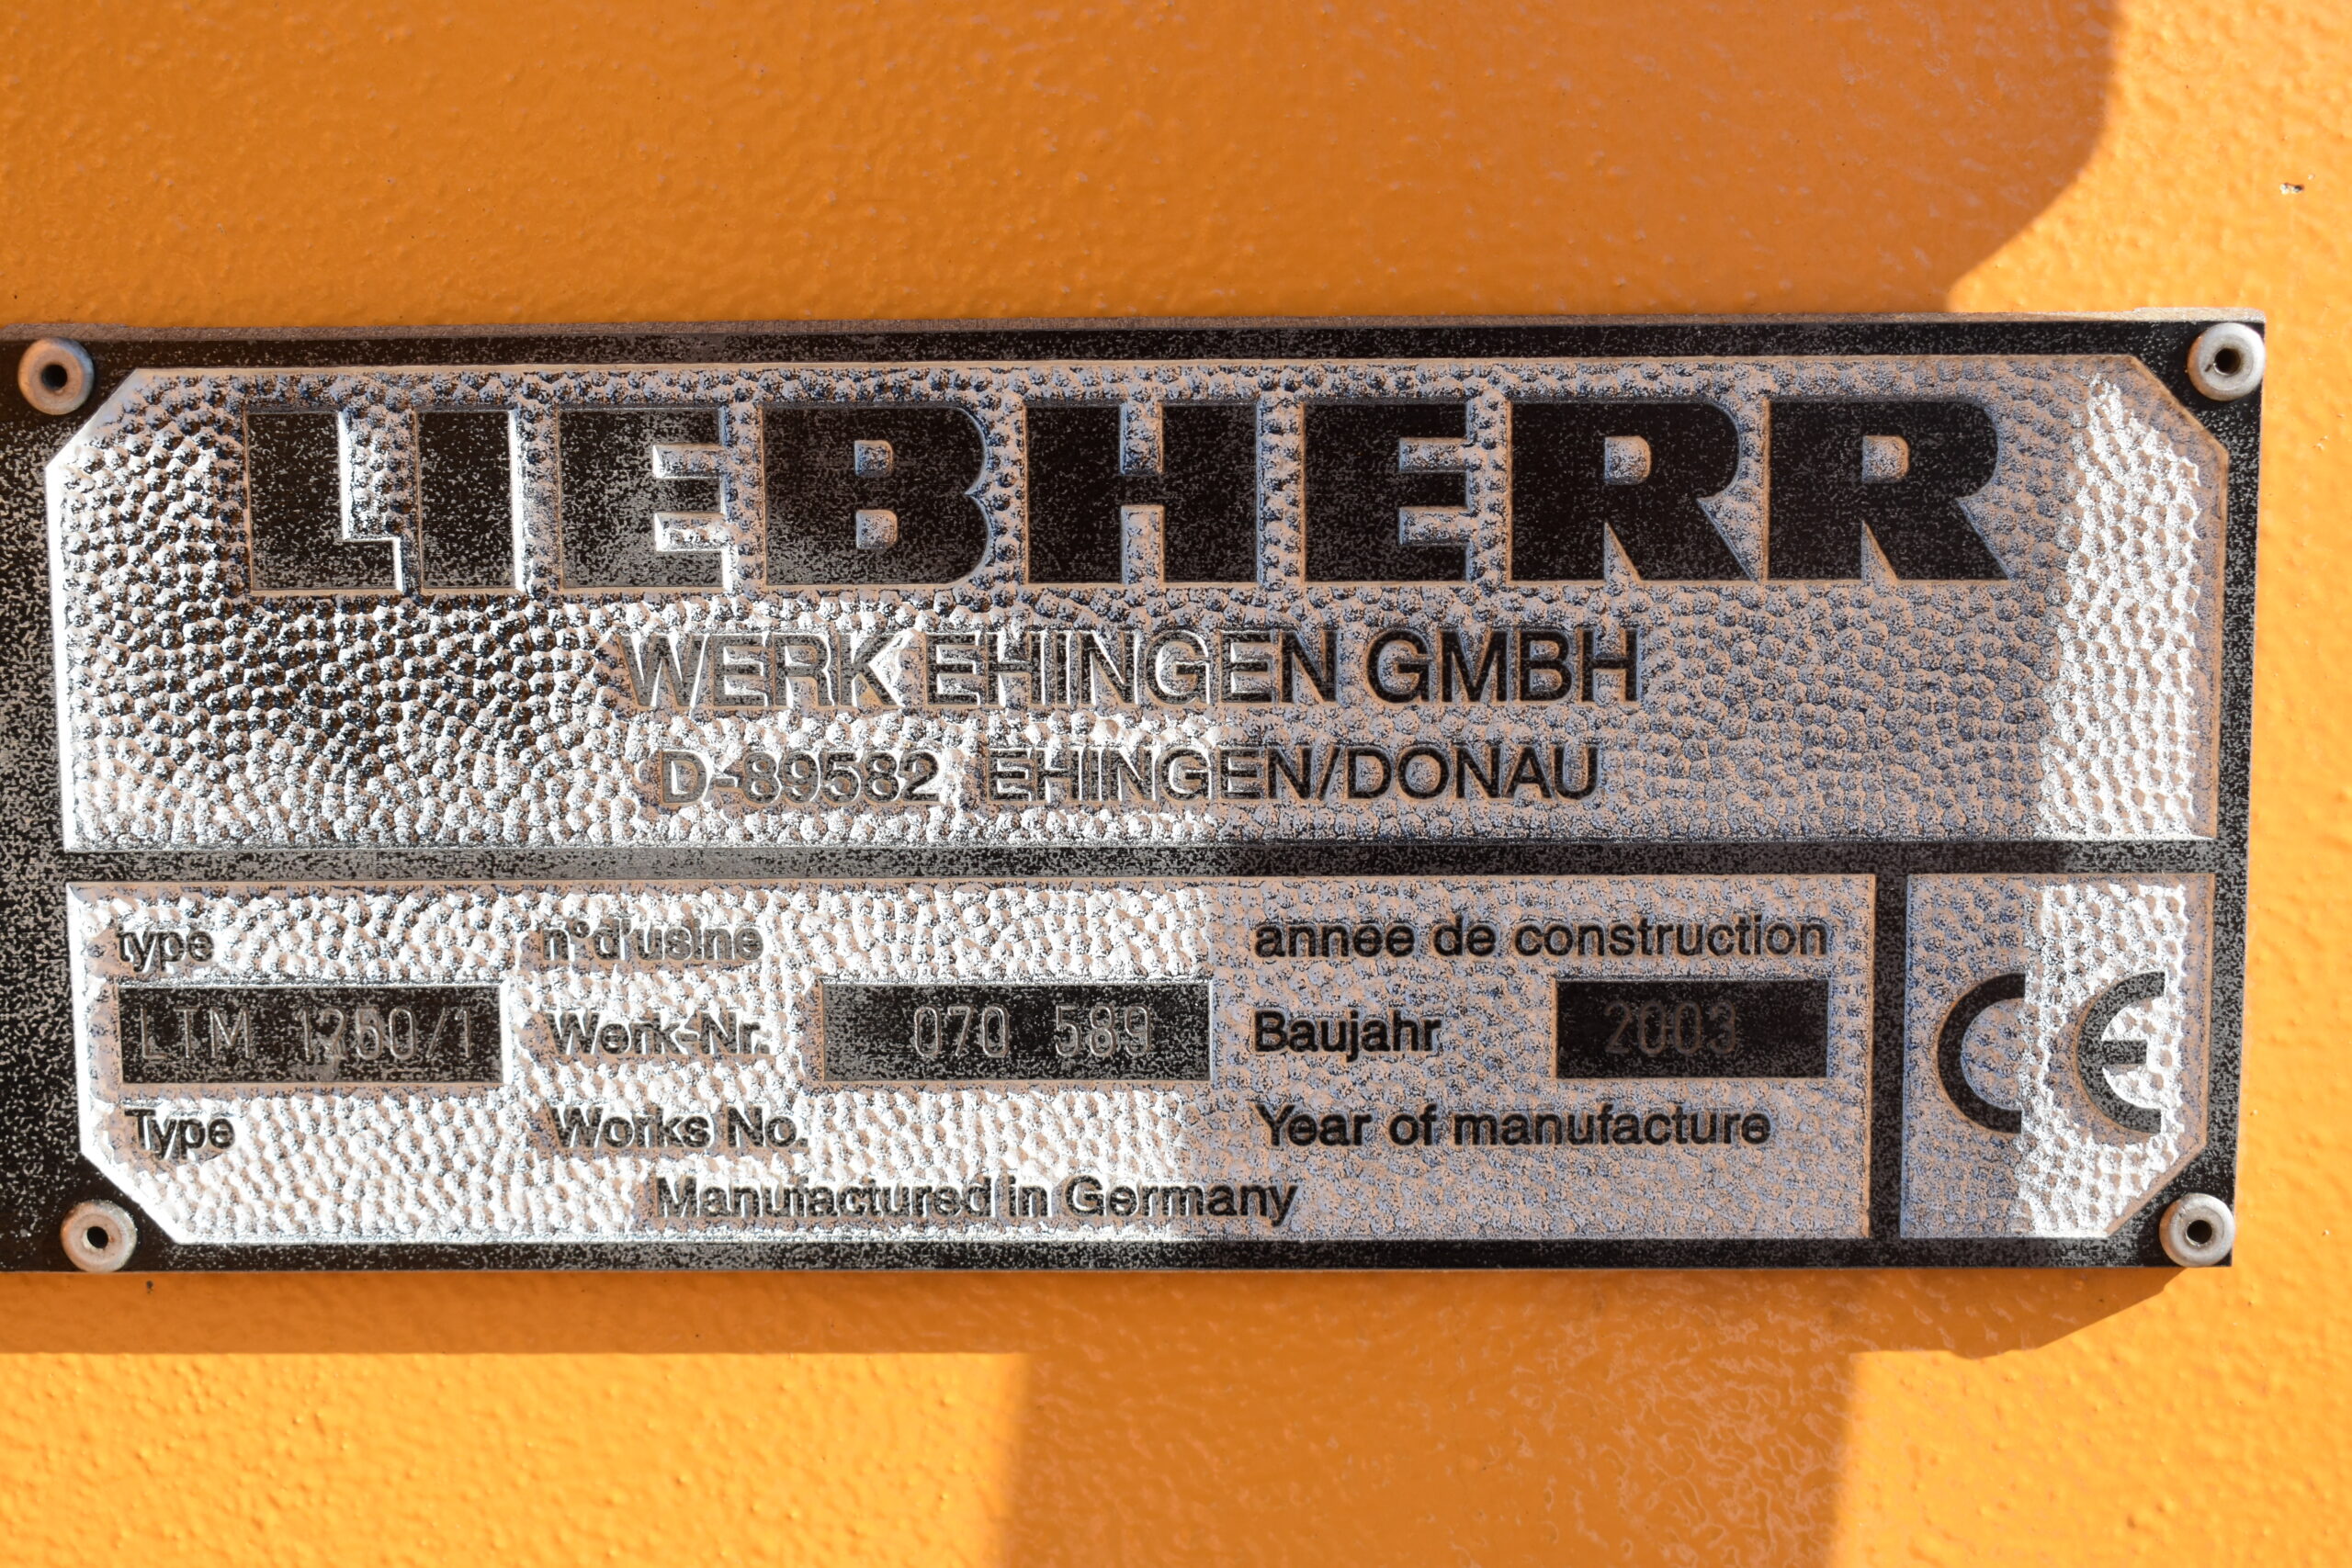 LIEBHERR
WERK EHINGEN GMBH
D-89582 EHINGEN/DONAU
type n° d'usine année de construction
LTM 1250/1 Werk-Nr. 070 589 Baujahr 2003 CE
Type Works No. Year of manufacture
Manufactured in Germany